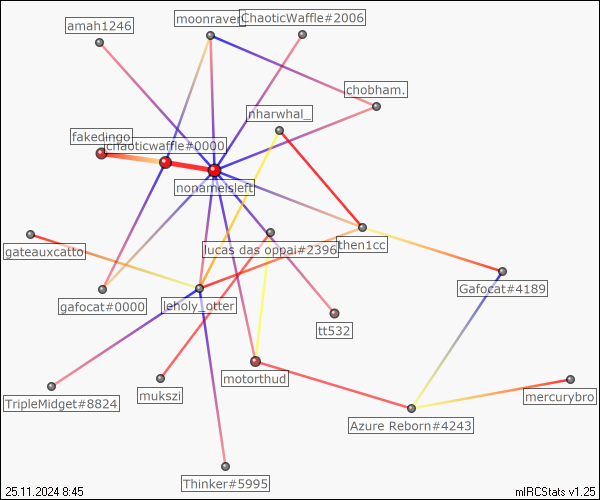 moonraven
ChaoticWaffle#2006
amah1246
chobham.
nharwhal_
fakedingo
chaoticwaffle#0000
nonameisleft
then1cc
lucas das oppai#2396
gateauxcatto
Gafocat#4189
gafocat#0000
leholy_otter
tt532
motorthud
mukszi
TripleMidget#8824
mercurybro
Azure Reborn#4243
Thinker#5995
25.11.2024 8:45
mIRCStats v1.25